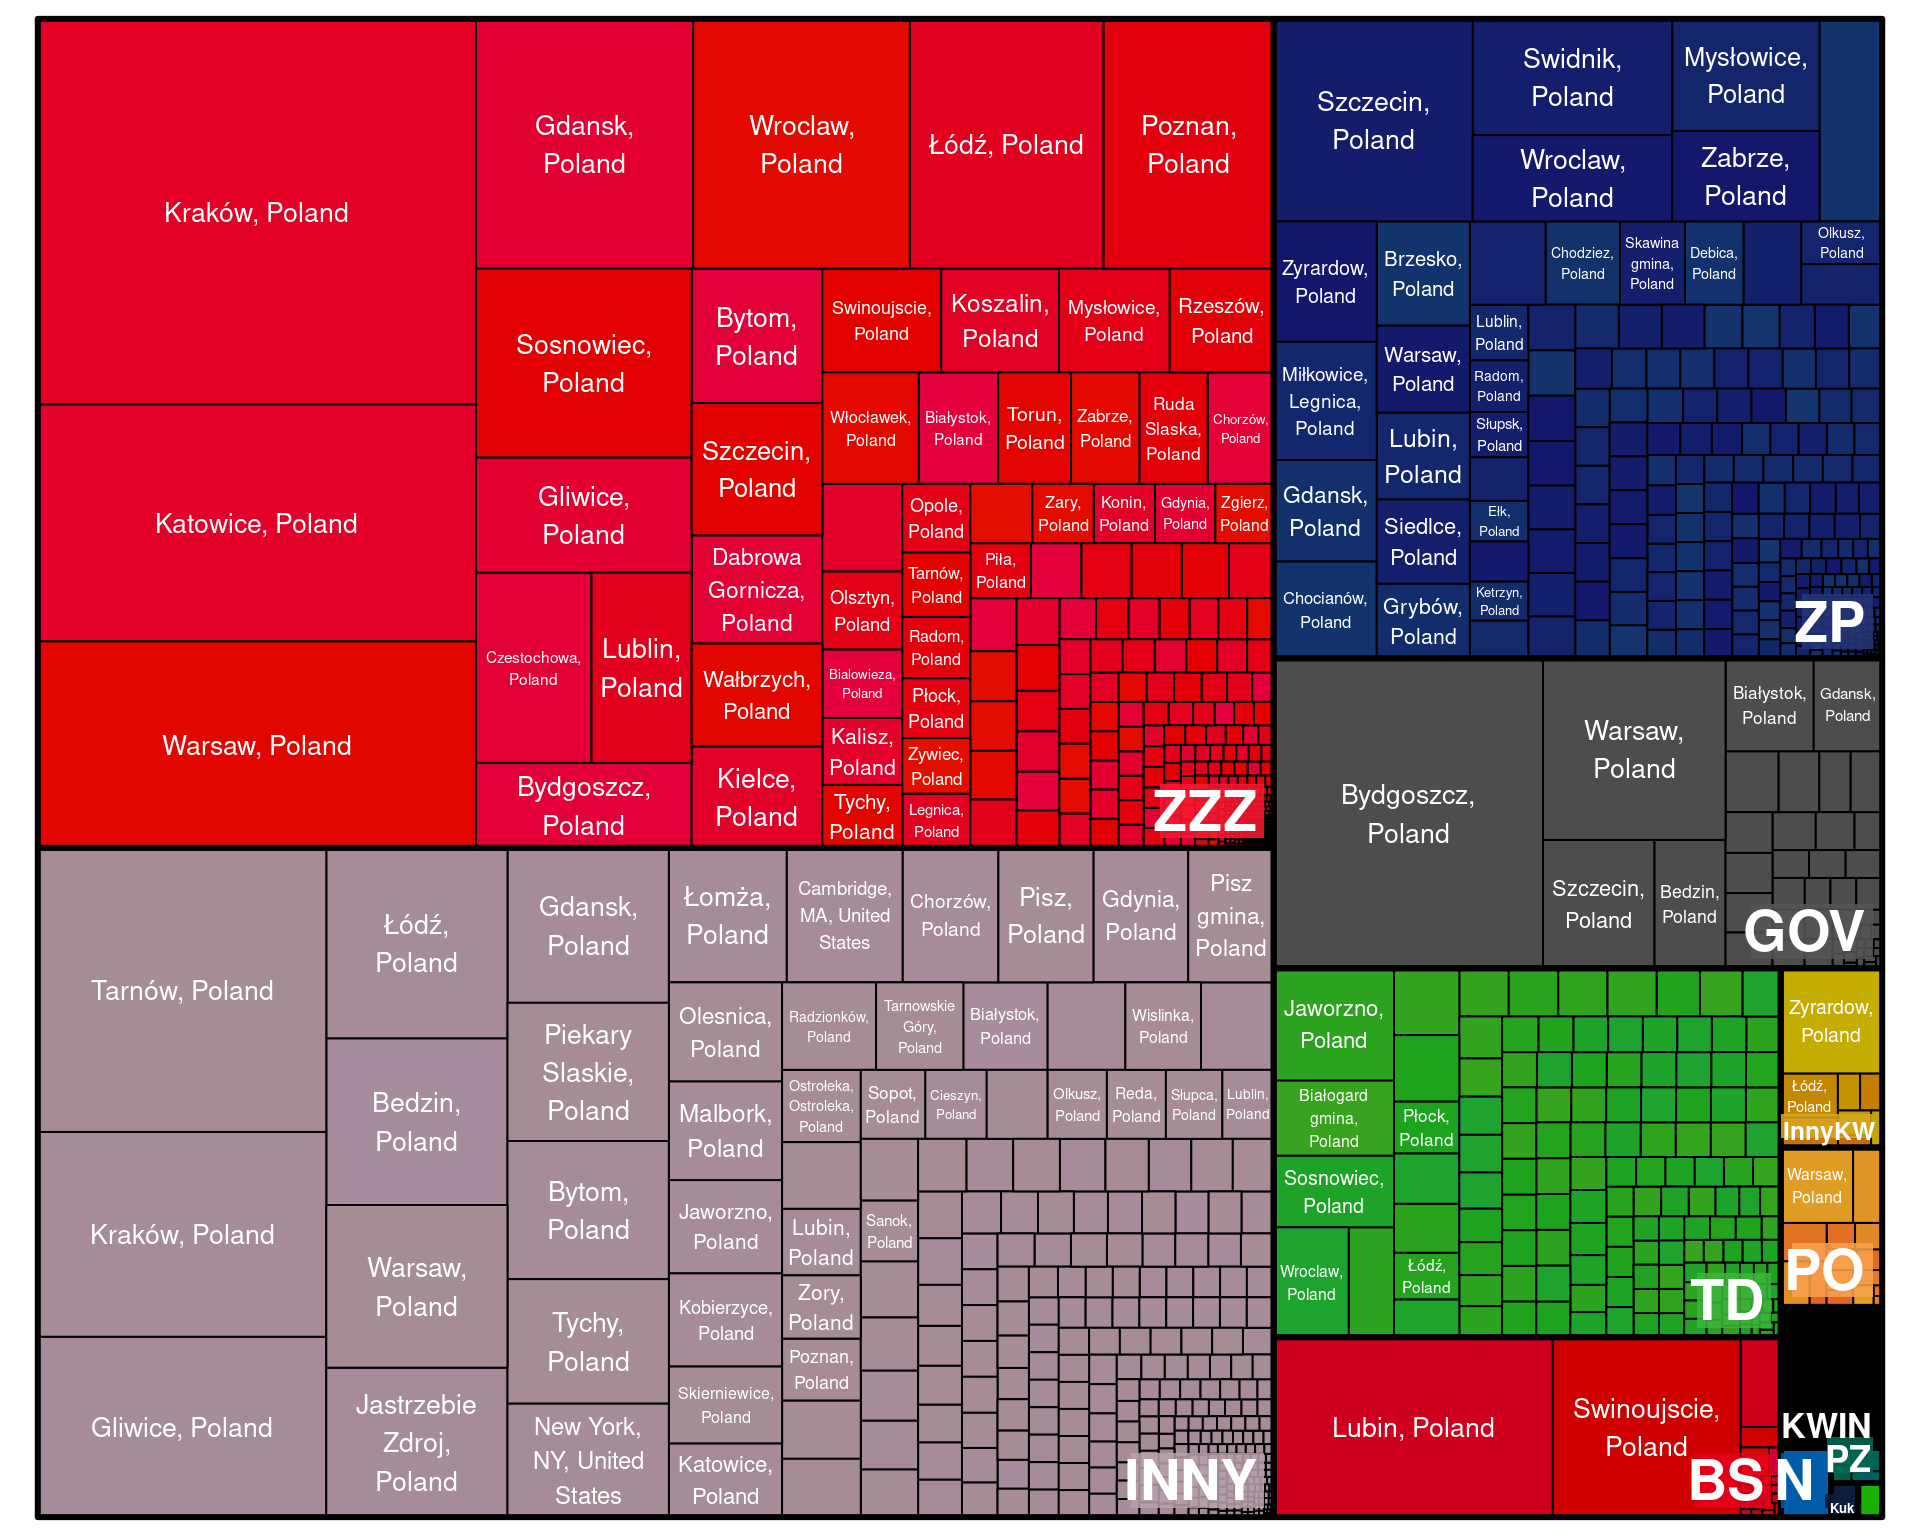 Kraków, Poland
Katowice, Poland
Warsaw, Poland
Gdansk,
Poland
Wroclaw,
Poland
Łódź, Poland
Poznan,
Poland
Sosnowiec,
Poland
Gliwice,
Poland
Czestochowa,
Poland
Lublin,
Poland
Bydgoszcz,
Poland
Bytom,
Poland
Szczecin,
Poland
Dabrowa
Gornicza,
Poland
Wałbrzych,
Poland
Kielce,
Poland
Swinoujscie,
Poland
Koszalin,
Poland
Mysłowice,
Poland
Rzeszów,
Poland
Włocławek,
Poland
Białystok,
Poland
Torun,
Poland
Zabrze,
Poland
Ruda
Slaska,
Poland
Chorzów,
Poland
Olsztyn,
Poland
Bialowieza,
Poland
Kalisz,
Poland
Tychy,
Poland
Opole,
Poland
Tarnów,
Poland
Radom,
Poland
Płock,
Poland
Zywiec,
Poland
Legnica,
Poland
Zary,
Poland
Konin,
Poland
Gdynia,
Poland
Zgierz,
Poland
Piła,
Poland
ZZZ
Szczecin,
Poland
Swidnik,
Poland
Wroclaw,
Poland
Mysłowice,
Poland
Zabrze,
Poland
Zyrardow,
Poland
Miłkowice,
Legnica,
Poland
Gdansk,
Poland
Chocianów,
Poland
Brzesko,
Poland
Warsaw,
Poland
Lubin,
Poland
Siedlce,
Poland
Grybów,
Poland
Chodziez,
Poland
Skawina
gmina,
Poland
Debica,
Poland
Olkusz,
Poland
Lublin,
Poland
Radom,
Poland
Słupsk,
Poland
Ełk,
Poland
Ketrzyn,
Poland
ZP
Bydgoszcz,
Poland
Warsaw,
Poland
Szczecin,
Poland
Bedzin,
Poland
Białystok,
Poland
Gdansk,
Poland
GOV
Tarnów, Poland
Kraków, Poland
Gliwice, Poland
Łódź,
Poland
Bedzin,
Poland
Warsaw,
Poland
Jastrzebie
Zdroj,
Poland
Gdansk,
Poland
Piekary
Slaskie,
Poland
Bytom,
Poland
Tychy,
Poland
New York,
NY, United
States
Łomża,
Poland
Cambridge,
MA, United
States
Chorzów,
Poland
Pisz,
Poland
Gdynia,
Poland
Pisz
gmina,
Poland
Olesnica,
Poland
Malbork,
Poland
Jaworzno,
Poland
Kobierzyce,
Poland
Skierniewice,
Poland
Katowice,
Poland
Radzionków,
Poland
Tarnowskie
Góry,
Poland
Białystok,
Poland
Wislinka,
Poland
Ostrołeka,
Ostroleka,
Poland
Sopot,
Poland
Cieszyn,
Poland
Olkusz,
Poland
Reda,
Poland
Słupca,
Poland
Lublin,
Poland
Lubin,
Poland
Zory,
Poland
Poznan,
Poland
Sanok,
Poland
INNY
Jaworzno,
Poland
Białogard
gmina,
Poland
Sosnowiec,
Poland
Wroclaw,
Poland
Płock,
Poland
Łódź,
Poland
TD
Zyrardow,
Poland
Łódź,
Poland
InnyKW
Warsaw,
Poland
PO
Lubin, Poland
Swinoujscie,
Poland
BS
KWIN
PZ
N
Kuk